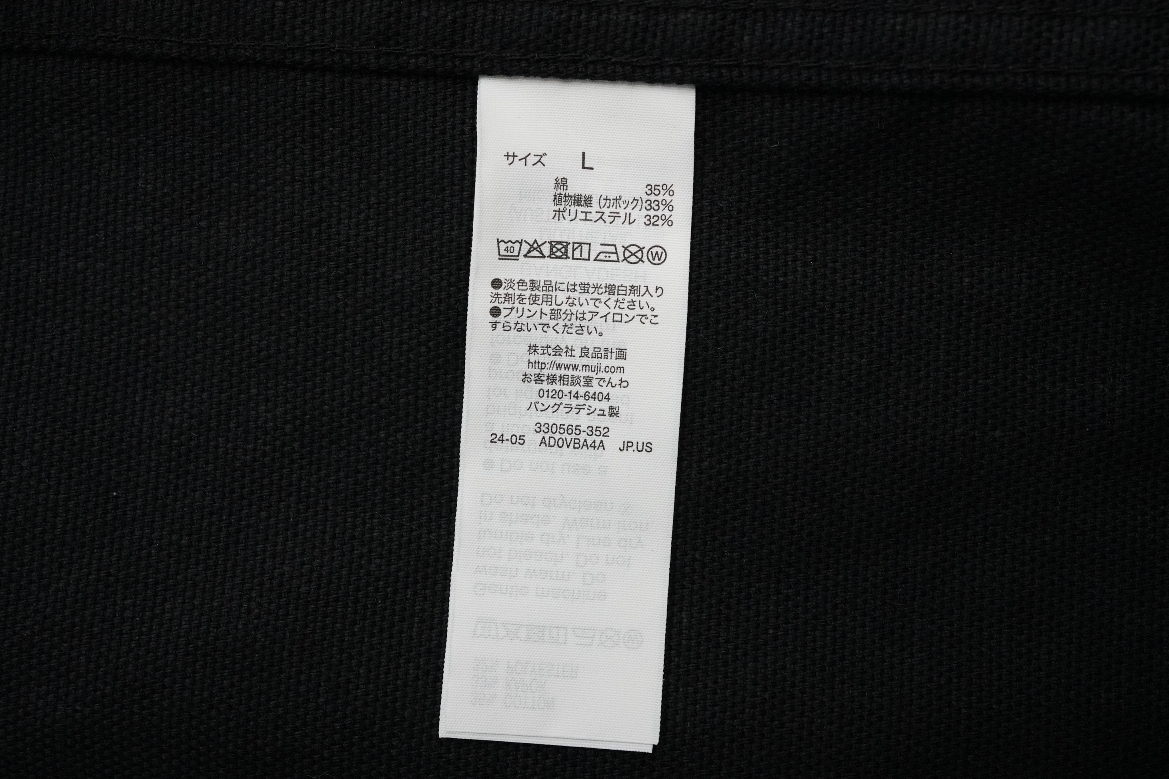 サイズ L
綿 35%
植物繊維 (カポック)33%
ポリエステル 32%
40 W
●淡色製品には蛍光増白剤入り
洗剤を使用しないでください。
●プリント部分はアイロンでこ
すらないでください。
株式会社 良品計画
http://www.muji.com
お客様相談室でんわ
0120-14-6404
バングラデシュ製
330565-352
24-05 AD0VBA4A JP.US